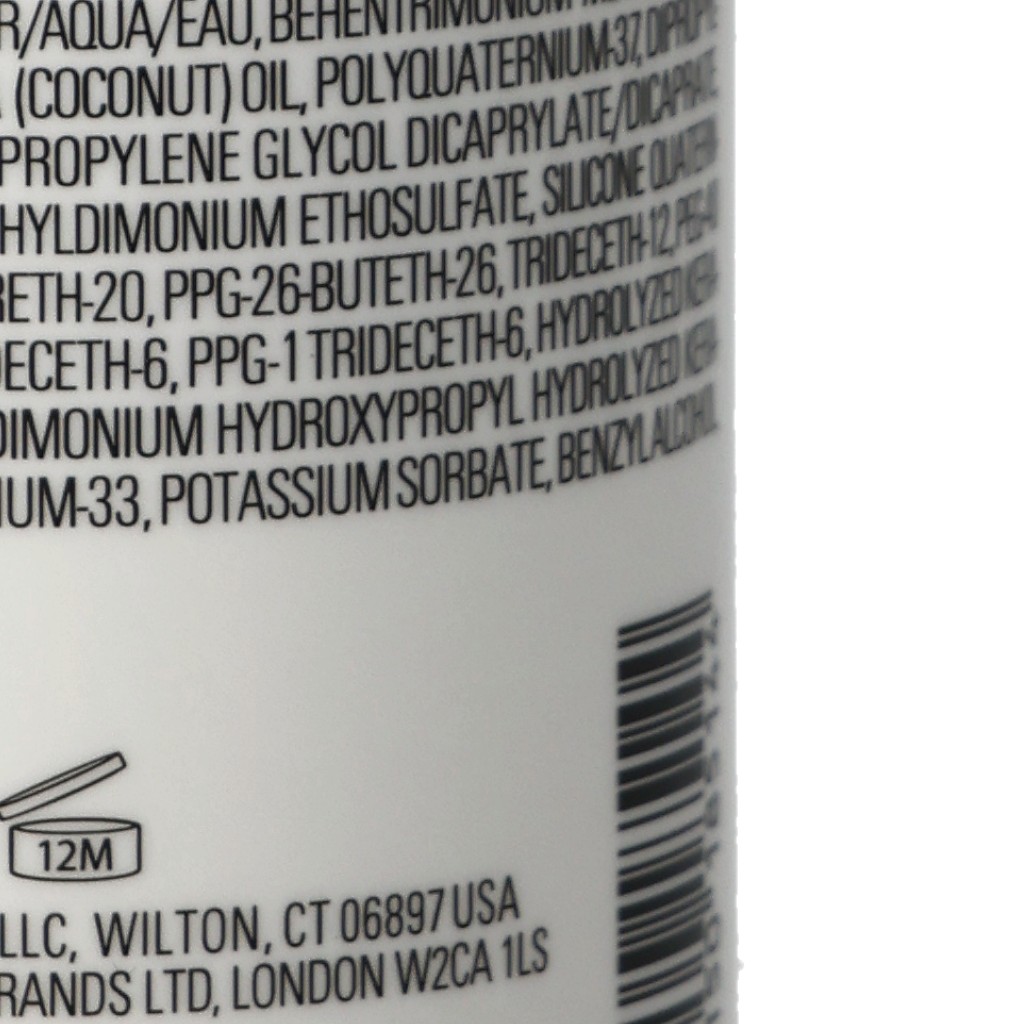 R/AQUA/EAU, BEHENTRIMONIUM
(COCONUT) OIL, POLYQUATERNIUM-37,
PROPYLENE GLYCOL DICAPRYLATE/DICAPRATE
HYLDIMONIUM ETHOSULFATE, SILICONE
RETH-20, PPG-26-BUTETH-26, TRIDECETH-12,
DECETH-6, PPG-1 TRIDECETH-6, HYDROLYZED
DIMONIUM HYDROXYPROPYL HYDROLYZED
IUM-33, POTASSIUM SORBATE, BENZYL ALCOHOL
12M
LLC, WILTON, CT 06897 USA
RANDS LTD, LONDON W2CA 1LS